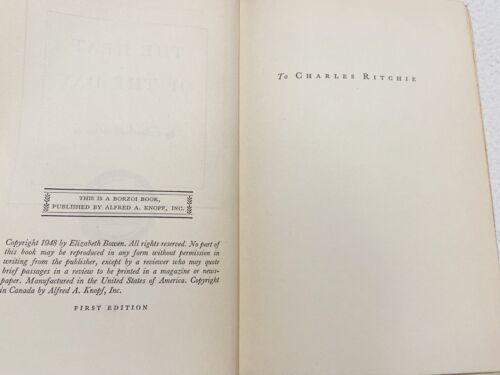 THIS IS A BORZOI BOOK,
PUBLISHED BY ALFRED A. KNOPF, INC.
Copyright 1948 by Elizabeth Bowen. All rights reserved. No part of
this book may be reproduced in any form without permission in
writing from the publisher, except by a reviewer who may quote
brief passages in a review to be printed in a magazine or news-
paper. Manufactured in the United States of America. Copyright
in Canada by Alfred A. Knopf, Inc.
FIRST EDITION
To CHARLES RITCHIE